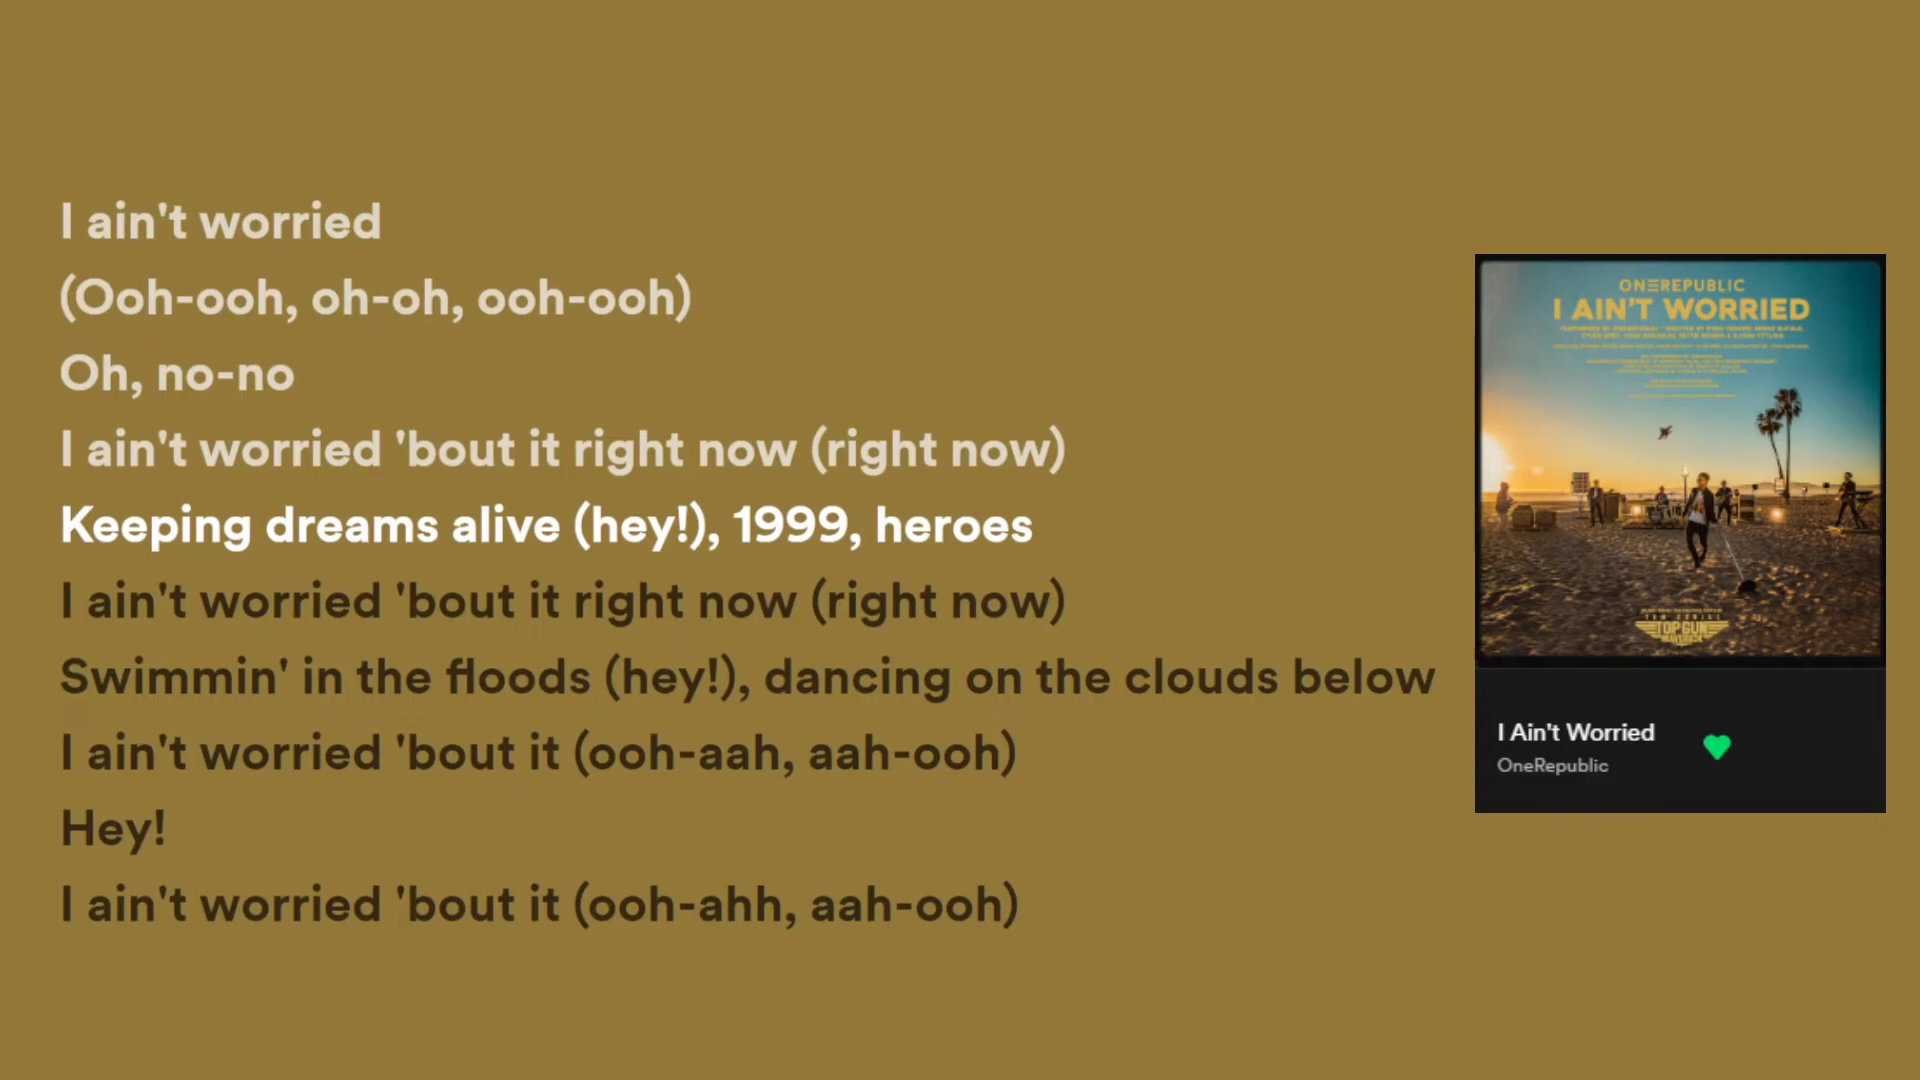 I ain't worried
(Ooh-ooh, oh-oh, ooh-ooh)
Oh, no-no
I ain't worried 'bout it right now (right now)
Keeping dreams alive (hey!), 1999, heroes
I ain't worried 'bout it right now (right now)
Swimmin' in the floods (hey!), dancing on the clouds below
I ain't worried 'bout it (ooh-aah, aah-ooh)
Hey!
I ain't worried 'bout it (ooh-ahh, aah-ooh)
ONEREPUBLIC
I AIN'T WORRIED
TOP GUN
MAVERICK
I Ain't Worried
OneRepublic